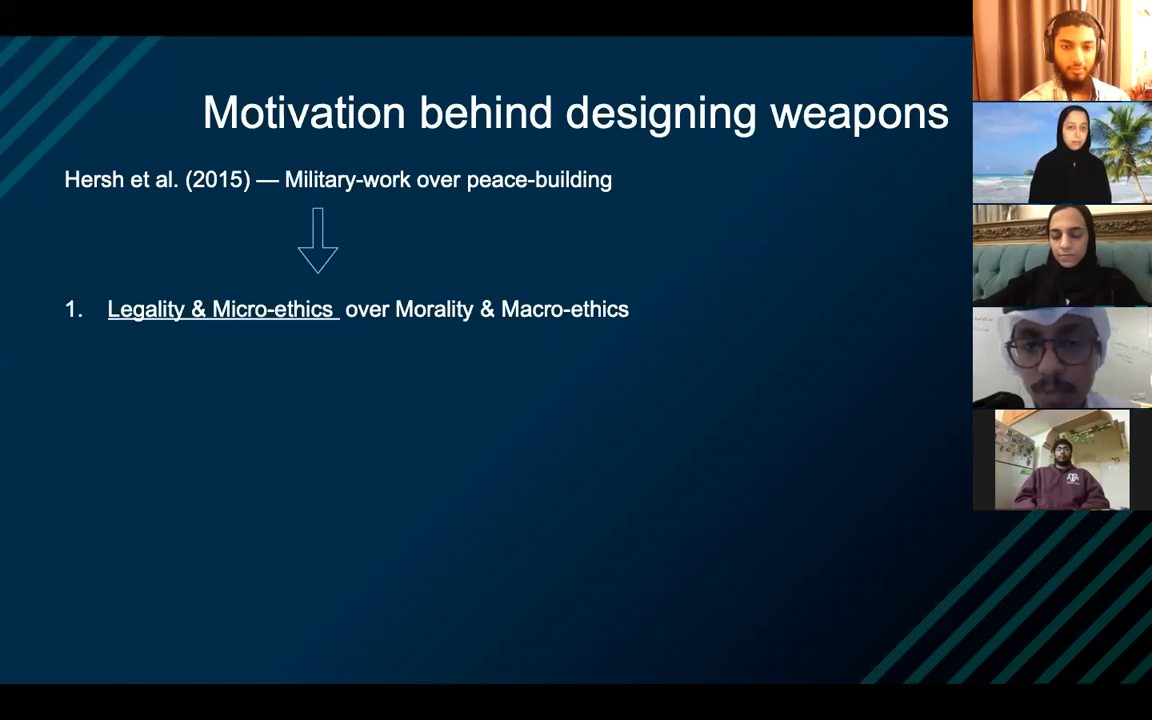 Motivation behind designing weapons
Hersh et al. (2015) — Military-work over peace-building
1. Legality & Micro-ethics over Morality & Macro-ethics
ATM